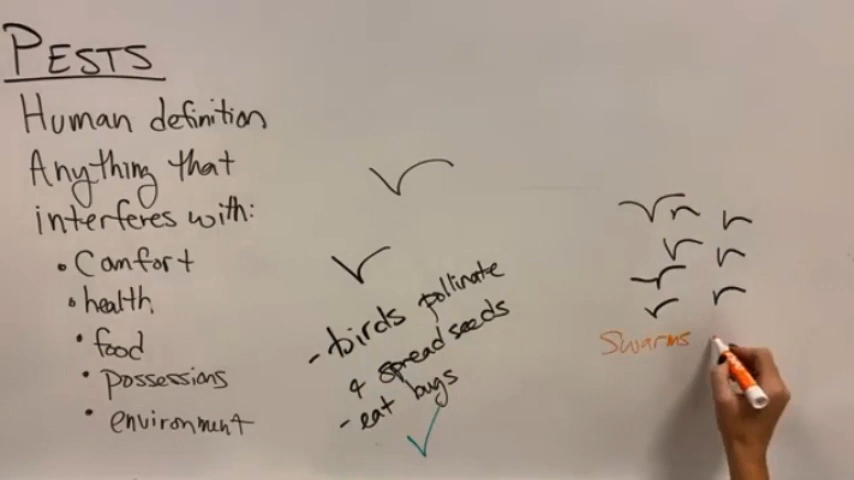 PESTS
Human definition
Anything that
interferes with:
• Comfort
• health
• food
• possessions
• environment
- birds pollinate
& spread seeds
- eat bugs
Swarms